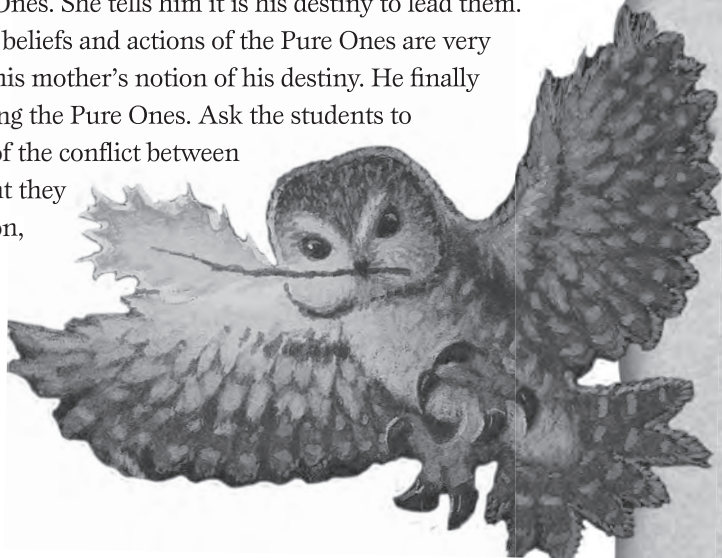 Ones. She tells him it is his destiny to lead them.
beliefs and actions of the Pure Ones are very
his mother’s notion of his destiny. He finally
ng the Pure Ones. Ask the students to
of the conflict between
they
on,